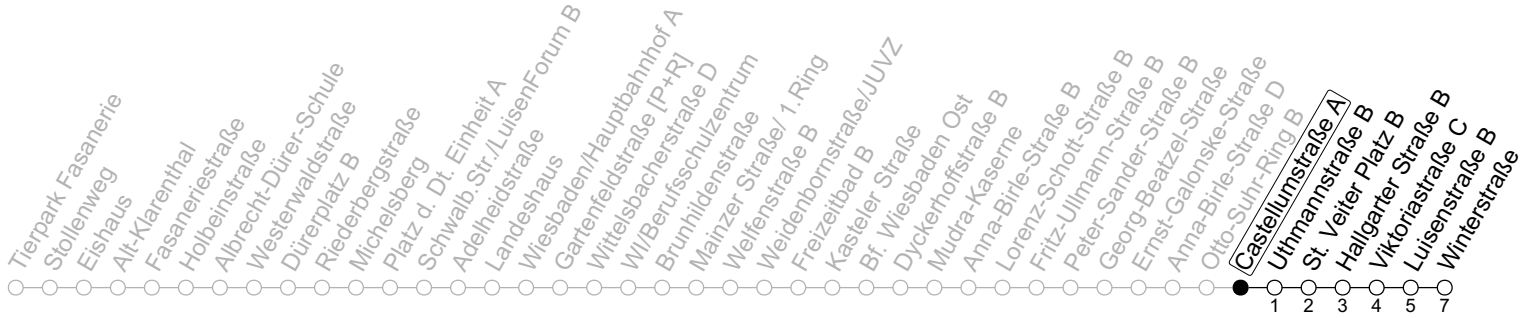 Tierpark Fasanerie
Stollenweg
Eishaus
Alt-Klarenthal
Fasaneriestraße
Holbeinstraße
Albrecht-Dürer-Schule
Westerwaldstraße
Dürerplatz B
Riederbergstraße
Michelsberg
Platz d. Dt. Einheit A
Schwalb.Str./LuisenForum B
Adelheidstraße
Landeshaus
Wiesbaden/Hauptbahnhof A
Gartenfeldstraße [P+R]
Wittelsbacherstraße D
WI/Berufsschulzentrum
Brunhildenstraße
Mainzer Straße/ 1.Ring
Welfenstraße B
Weidenbornstraße/JUVZ
Freizeitbad B
Kasteler Straße
Bf. Wiesbaden Ost
Dyckerhoffstraße B
Mudra-Kaserne
Anna-Birle-Straße B
Lorenz-Schott-Straße B
Fritz-Ullmann-Straße B
Peter-Sander-Straße B
Georg-Beatzel-Straße
Ernst-Galonske-Straße
Anna-Birle-Straße D
Otto-Suhr-Ring B
Castellumstraße A
Uthmannstraße B
St. Veiter Platz B
Hallgarter Straße B
Viktoriastraße C
Luisenstraße B
Winterstraße
1 2 3 4 5 7